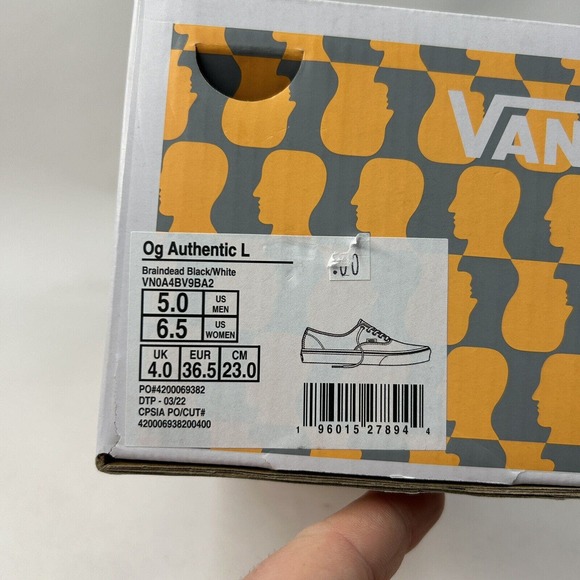 VAN
Og Authentic L
.00
Braindead Black/White
VN0A4BV9BA2
5.0 US MEN
6.5 US WOMEN
UK EUR CM
4.0 36.5 23.0
PO#4200069382
DTP - 03/22
CPSIA PO/CUT#
420006938200400
1 96015 27894 4